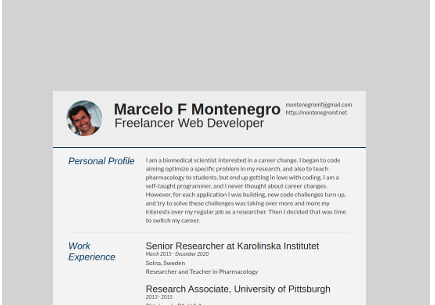 Marcelo F Montenegro
montenegromf@gmail.com
http://montenegromf.net
Freelancer Web Developer
Personal Profile
I am a biomedical scientist interested in a career change. I began to code
aiming optimize a specific problem in my research, and also to teach
pharmacology to students, but end up getting in love with coding. I am a
self-taught programmer, and I never thought about career changes.
However, for each application I was building, new code challenges turn up,
and try to solve these challenges was taking over more and more my
interests over my regular job as a researcher. Then I decided that was time
to switch my career.
Work
Experience
Senior Researcher at Karolinska Institutet
March 2015 - December 2020
Solna, Sweden
Researcher and Teacher in Pharmacology
Research Associate, University of Pittsburgh
2013 - 2015